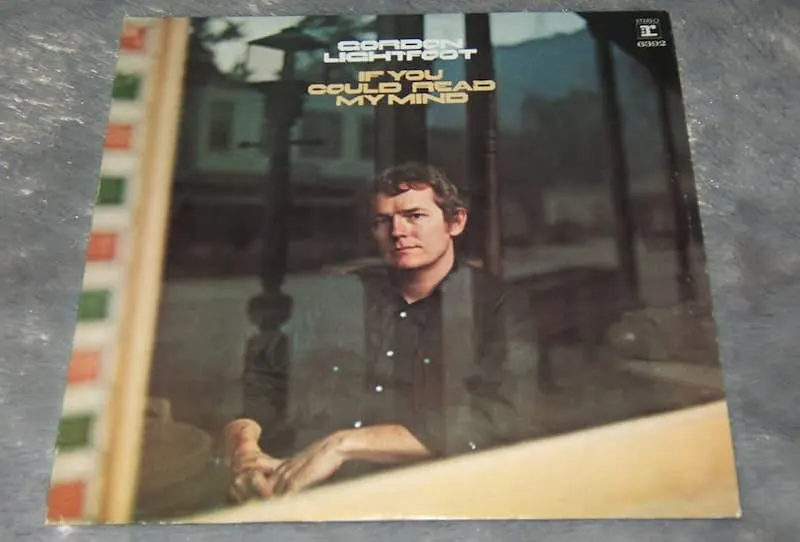 GORDON
LIGHTFOOT
IF YOU
COULD READ
MY MIND
STEREO
r
6392